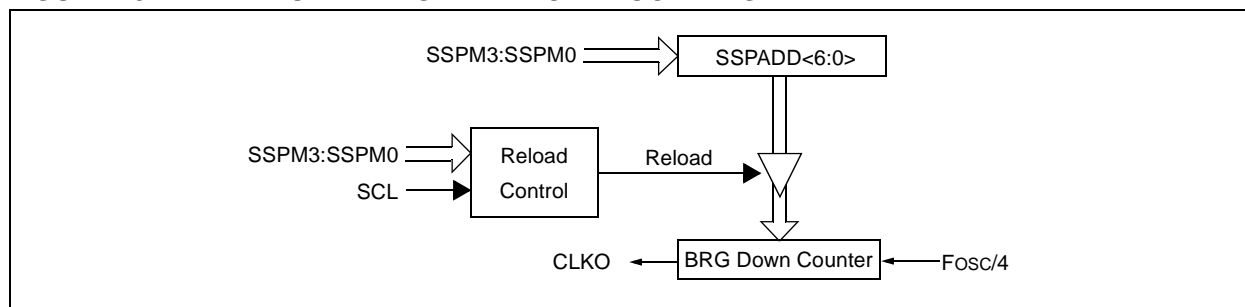 SSPM3:SSPM0
SSPADD<6:0>
SSPM3:SSPM0
SCL
Reload
Control
Reload
CLKO
BRG Down Counter
FOSC/4